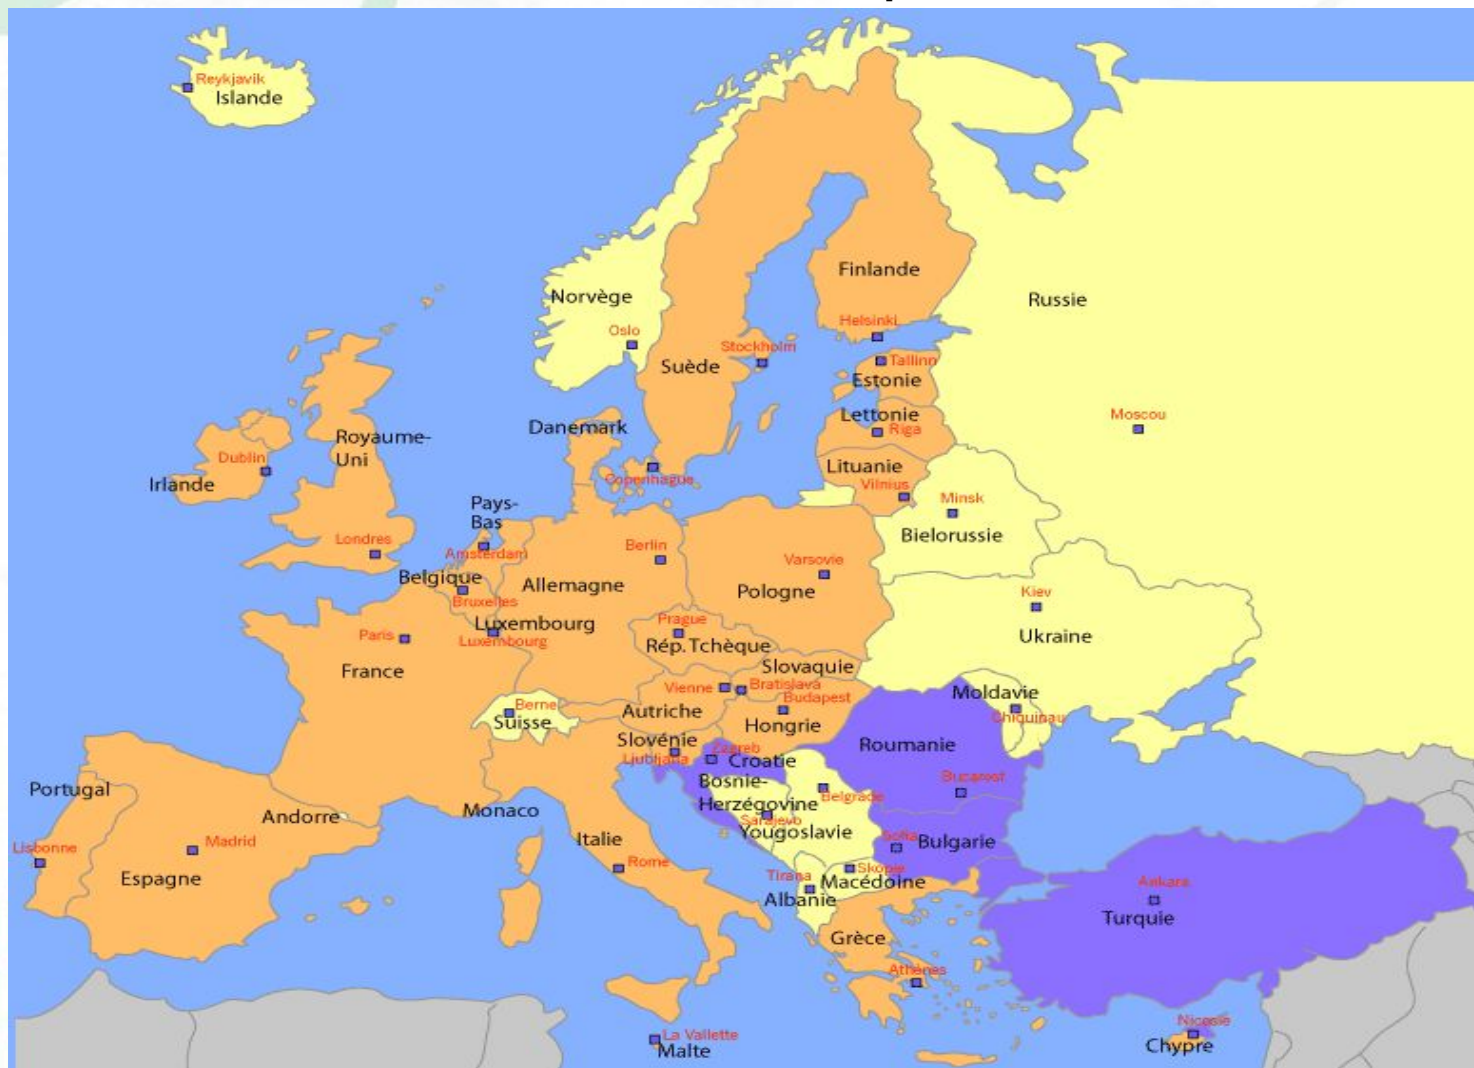 Reykjavik
Islande
Finlande
Norvège
Russie
Helsinki
Oslo
Stockholm
Tallinn
Suède
Estonie
Lettonie
Moscou
Danemark
Riga
Royaume-
Uni
Dublin
Lituanie
Irlande
Copenhague
Vilnius
Minsk
Pays-
Bas
Bielorussie
Londres
Amsterdam
Berlin
Varsovie
Belgique
Allemagne
Pologne
Kiev
Bruxelles
Luxembourg
Prague
Paris
Luxembourg
Ukraine
Rép. Tchèque
France
Slovaquie
Vienne
Bratislava
Moldavie
Budapest
Berne
Autriche
Suisse
Hongrie
Chiquinau
Slovénie
Roumanie
Zagreb
Ljubljana
Croatie
Bosnie-
Herzégovine
Bucarest
Portugal
Belgrade
Monaco
Andorre
Sarajevo
Yougoslavie
Italie
Sofia
Bulgarie
Lisbonne
Madrid
Rome
Skopje
Espagne
Tirana
Macédoine
Ankara
Albanie
Turquie
Grèce
Athènes
Nicosie
La Vallette
Malte
Chypre